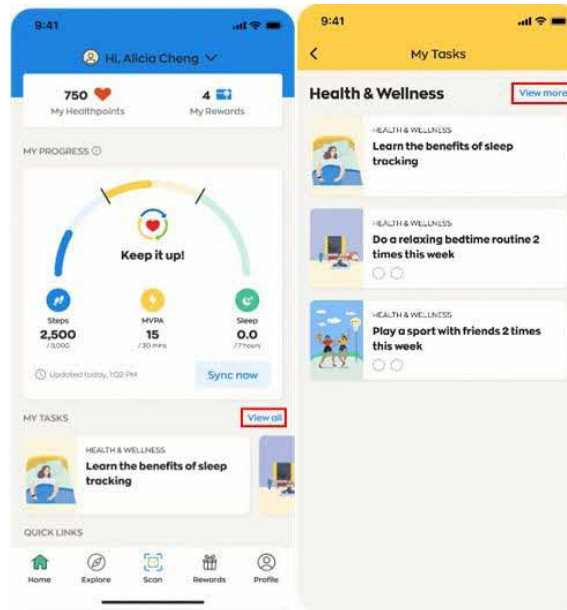 9:41
Hi, Alicia Cheng
750
4
My Healthpoints
My Rewards
MY PROGRESS
Keep it up!
Steps
2,500
/5,000
MVPA
15
/30 mins
Sleep
0.0
/7 hours
Updated today, 1:02 PM
Sync now
MY TASKS
View all
HEALTH & WELLNESS
Learn the benefits of sleep
tracking
QUICK LINKS
Home
Explore
Scan
Rewards
Profile
9:41
My Tasks
Health & Wellness
View more
HEALTH & WELLNESS
Learn the benefits of sleep
tracking
HEALTH & WELLNESS
Do a relaxing bedtime routine 2
times this week
HEALTH & WELLNESS
Play a sport with friends 2 times
this week